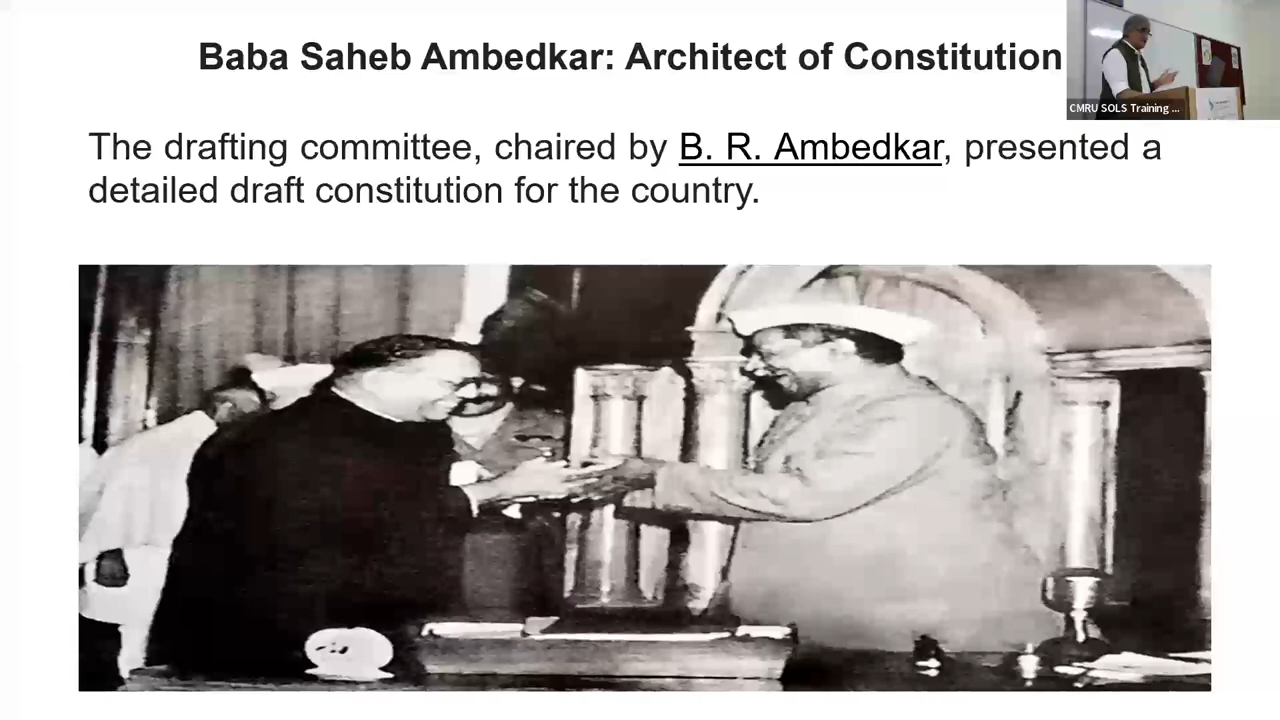 Baba Saheb Ambedkar: Architect of Constitution
CMRU SOLS Training ...
The drafting committee, chaired by B. R. Ambedkar, presented a
detailed draft constitution for the country.